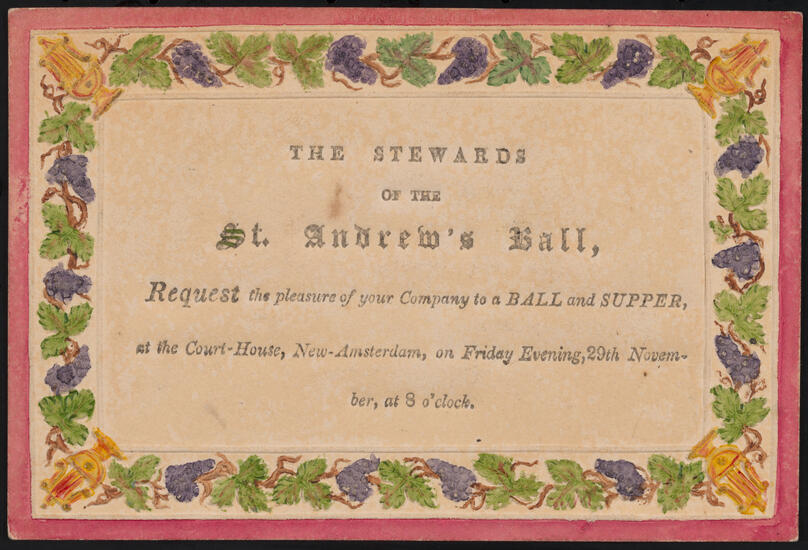 THE STEWARDS
OF THE
St. Andrew's Ball,
Request the pleasure of your Company to a BALL and SUPPER,
at the Court-House, New-Amsterdam, on Friday Evening, 29th Novem-
ber, at 8 o'clock.